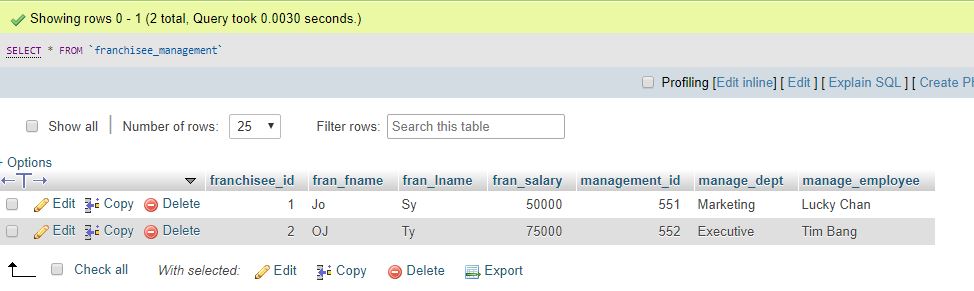 Showing rows 0 - 1 (2 total, Query took 0.0030 seconds.)
SELECT * FROM `franchisee_management`
Profiling [Edit inline] [ Edit ] [ Explain SQL ] [ Create
Show all | Number of rows: 25 Filter rows: Search this table
+ Options
franchisee_id fran_fname fran_lname fran_salary management_id manage_dept manage_employee
Edit Copy Delete 1 Jo Sy 50000 551 Marketing Lucky Chan
Edit Copy Delete 2 OJ Ty 75000 552 Executive Tim Bang
Check all With selected: Edit Copy Delete Export